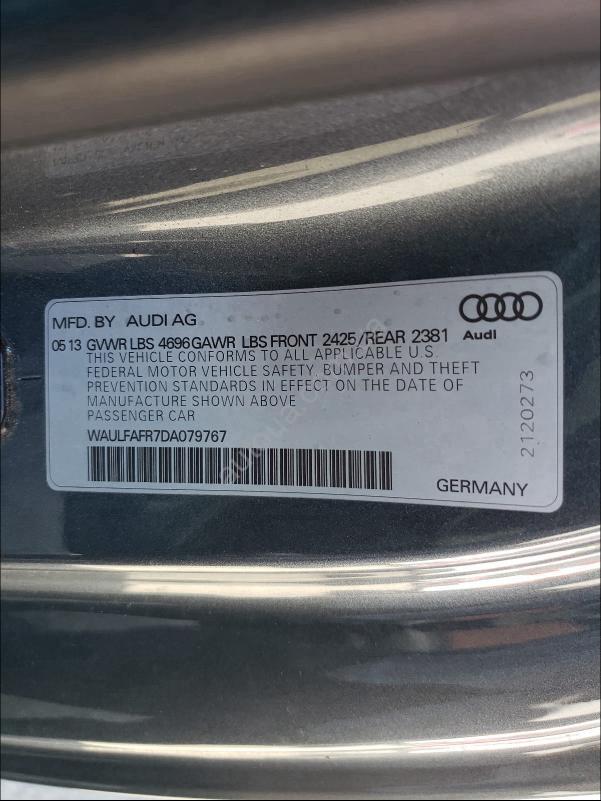 MFD. BY AUDI AG
05 13 GVWR LBS 4696 GAWR LBS FRONT 2425/REAR 2381
THIS VEHICLE CONFORMS TO ALL APPLICABLE U.S.
FEDERAL MOTOR VEHICLE SAFETY, BUMPER AND THEFT
PREVENTION STANDARDS IN EFFECT ON THE DATE OF
MANUFACTURE SHOWN ABOVE
PASSENGER CAR
WAULFAFR7DA079767
GERMANY
Audi
2120273